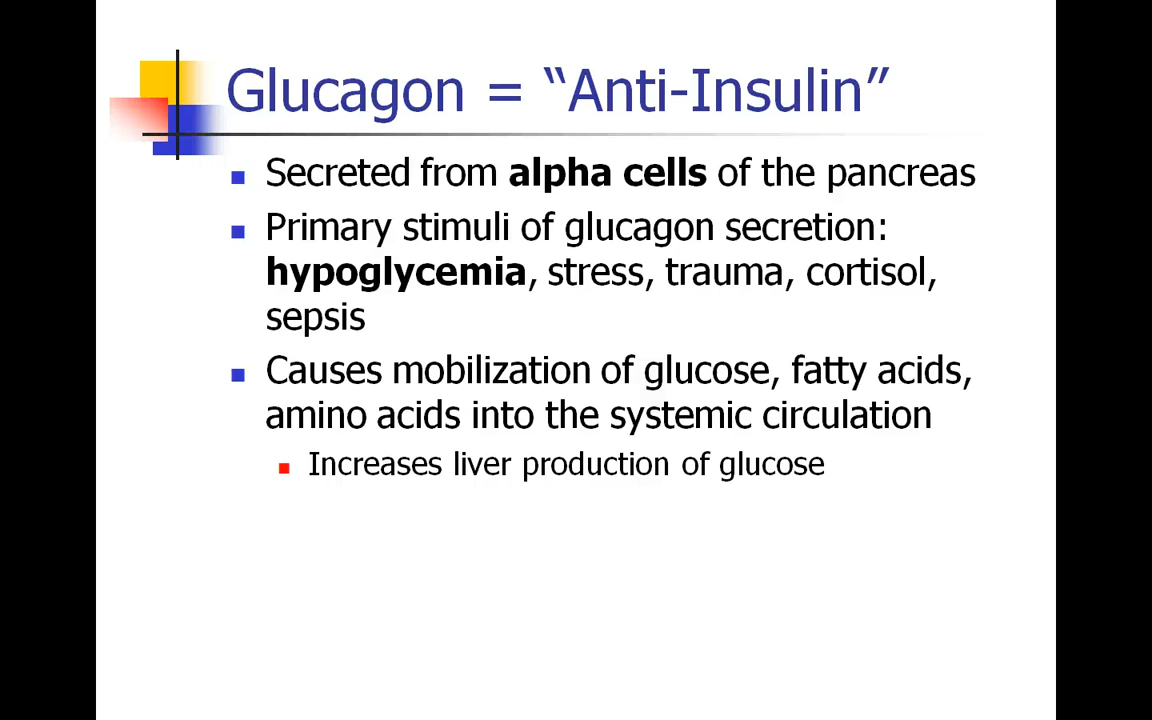 Glucagon = “Anti-Insulin”
Secreted from alpha cells of the pancreas
Primary stimuli of glucagon secretion:
hypoglycemia, stress, trauma, cortisol,
sepsis
Causes mobilization of glucose, fatty acids,
amino acids into the systemic circulation
Increases liver production of glucose